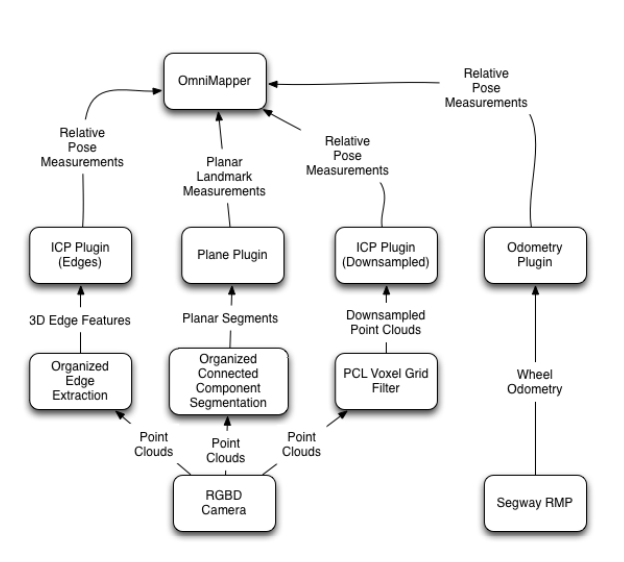 OmniMapper
Relative
Pose
Measurements
Relative
Pose
Measurements
Planar
Landmark
Measurements
Relative
Pose
Measurements
ICP Plugin
(Edges)
Plane Plugin
ICP Plugin
(Downsampled)
Odometry
Plugin
3D Edge Features
Planar Segments
Downsampled
Point Clouds
Organized
Edge
Extraction
Organized
Connected
Component
Segmentation
PCL Voxel Grid
Filter
Wheel
Odometry
Point
Clouds
Point
Clouds
Point
Clouds
RGBD
Camera
Segway RMP